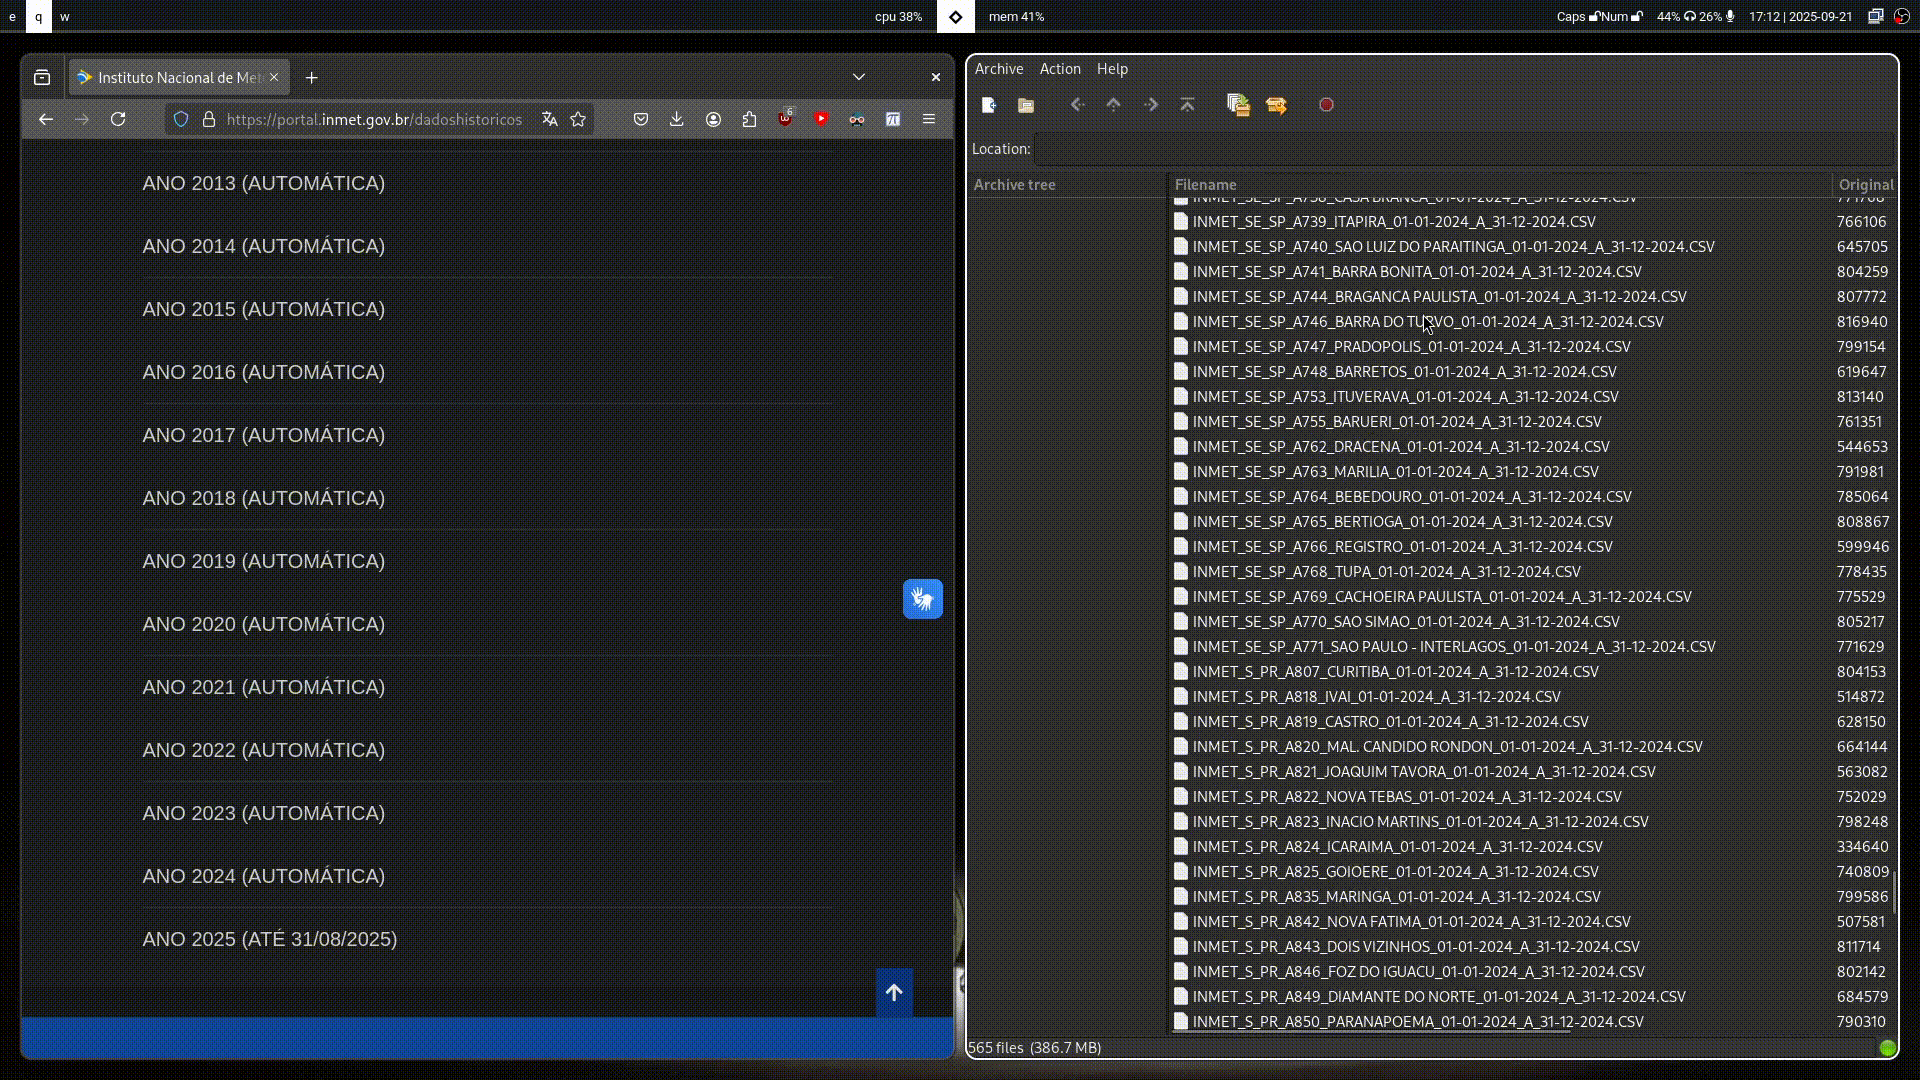 e q w
cpu 38%
mem 41%
Caps Num 44% 26% 17:12 | 2025-09-21
Instituto Nacional de Met
https://portal.inmet.gov.br/dadoshistoricos
6
ANO 2013 (AUTOMÁTICA)
ANO 2014 (AUTOMÁTICA)
ANO 2015 (AUTOMÁTICA)
ANO 2016 (AUTOMÁTICA)
ANO 2017 (AUTOMÁTICA)
ANO 2018 (AUTOMÁTICA)
ANO 2019 (AUTOMÁTICA)
ANO 2020 (AUTOMÁTICA)
ANO 2021 (AUTOMÁTICA)
ANO 2022 (AUTOMÁTICA)
ANO 2023 (AUTOMÁTICA)
ANO 2024 (AUTOMÁTICA)
ANO 2025 (ATÉ 31/08/2025)
Archive Action Help
Location:
Archive tree Filename Original
INMET_SE_SP_A738_CASA BRANCA_01-01-2024_A_31-12-2024.CSV 771768
INMET_SE_SP_A739_ITAPIRA_01-01-2024_A_31-12-2024.CSV 766106
INMET_SE_SP_A740_SAO LUIZ DO PARAITINGA_01-01-2024_A_31-12-2024.CSV 645705
INMET_SE_SP_A741_BARRA BONITA_01-01-2024_A_31-12-2024.CSV 804259
INMET_SE_SP_A744_BRAGANCA PAULISTA_01-01-2024_A_31-12-2024.CSV 807772
INMET_SE_SP_A746_BARRA DO TURVO_01-01-2024_A_31-12-2024.CSV 816940
INMET_SE_SP_A747_PRADOPOLIS_01-01-2024_A_31-12-2024.CSV 799154
INMET_SE_SP_A748_BARRETOS_01-01-2024_A_31-12-2024.CSV 619647
INMET_SE_SP_A753_ITUVERAVA_01-01-2024_A_31-12-2024.CSV 813140
INMET_SE_SP_A755_BARUERI_01-01-2024_A_31-12-2024.CSV 761351
INMET_SE_SP_A762_DRACENA_01-01-2024_A_31-12-2024.CSV 544653
INMET_SE_SP_A763_MARILIA_01-01-2024_A_31-12-2024.CSV 791981
INMET_SE_SP_A764_BEBEDOURO_01-01-2024_A_31-12-2024.CSV 785064
INMET_SE_SP_A765_BERTIOGA_01-01-2024_A_31-12-2024.CSV 808867
INMET_SE_SP_A766_REGISTRO_01-01-2024_A_31-12-2024.CSV 599946
INMET_SE_SP_A768_TUPA_01-01-2024_A_31-12-2024.CSV 778435
INMET_SE_SP_A769_CACHOEIRA PAULISTA_01-01-2024_A_31-12-2024.CSV 775529
INMET_SE_SP_A770_SAO SIMAO_01-01-2024_A_31-12-2024.CSV 805217
INMET_SE_SP_A771_SAO PAULO - INTERLAGOS_01-01-2024_A_31-12-2024.CSV 771629
INMET_S_PR_A807_CURITIBA_01-01-2024_A_31-12-2024.CSV 804153
INMET_S_PR_A818_IVAI_01-01-2024_A_31-12-2024.CSV 514872
INMET_S_PR_A819_CASTRO_01-01-2024_A_31-12-2024.CSV 628150
INMET_S_PR_A820_MAL. CANDIDO RONDON_01-01-2024_A_31-12-2024.CSV 664144
INMET_S_PR_A821_JOAQUIM TAVORA_01-01-2024_A_31-12-2024.CSV 563082
INMET_S_PR_A822_NOVA TEBAS_01-01-2024_A_31-12-2024.CSV 752029
INMET_S_PR_A823_INACIO MARTINS_01-01-2024_A_31-12-2024.CSV 798248
INMET_S_PR_A824_ICARAIMA_01-01-2024_A_31-12-2024.CSV 334640
INMET_S_PR_A825_GOIOERE_01-01-2024_A_31-12-2024.CSV 740809
INMET_S_PR_A835_MARINGA_01-01-2024_A_31-12-2024.CSV 799586
INMET_S_PR_A842_NOVA FATIMA_01-01-2024_A_31-12-2024.CSV 507581
INMET_S_PR_A843_DOIS VIZINHOS_01-01-2024_A_31-12-2024.CSV 811714
INMET_S_PR_A846_FOZ DO IGUACU_01-01-2024_A_31-12-2024.CSV 802142
INMET_S_PR_A849_DIAMANTE DO NORTE_01-01-2024_A_31-12-2024.CSV 684579
INMET_S_PR_A850_PARANAPOEMA_01-01-2024_A_31-12-2024.CSV 790310
565 files (386.7 MB)